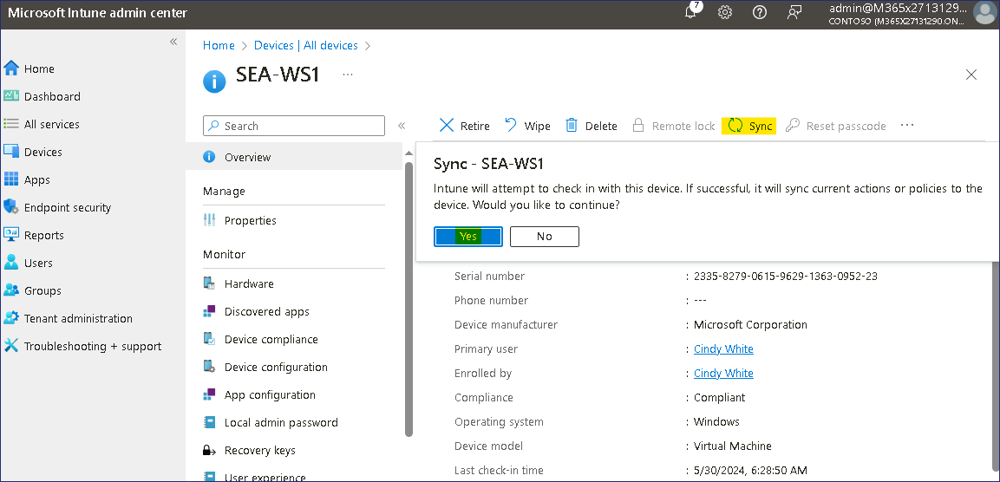 Microsoft Intune admin center
7
admin@M365x27131290...
CONTOSO (M365X27131290.ON...
«
Home
Dashboard
All services
Devices
Apps
Endpoint security
Reports
Users
Groups
Tenant administration
Troubleshooting + support
Home > Devices | All devices >
SEA-WS1 ...
Search
«
Overview
Manage
Properties
Monitor
Hardware
Discovered apps
Device compliance
Device configuration
App configuration
Local admin password
Recovery keys
User experience
Retire Wipe Delete Remote lock Sync Reset passcode ...
Sync - SEA-WS1
Intune will attempt to check in with this device. If successful, it will sync current actions or policies to the
device. Would you like to continue?
Yes No
Serial number : 2335-8279-0615-9629-1363-0952-23
Phone number : ---
Device manufacturer : Microsoft Corporation
Primary user : Cindy White
Enrolled by : Cindy White
Compliance : Compliant
Operating system : Windows
Device model : Virtual Machine
Last check-in time : 5/30/2024, 6:28:50 AM